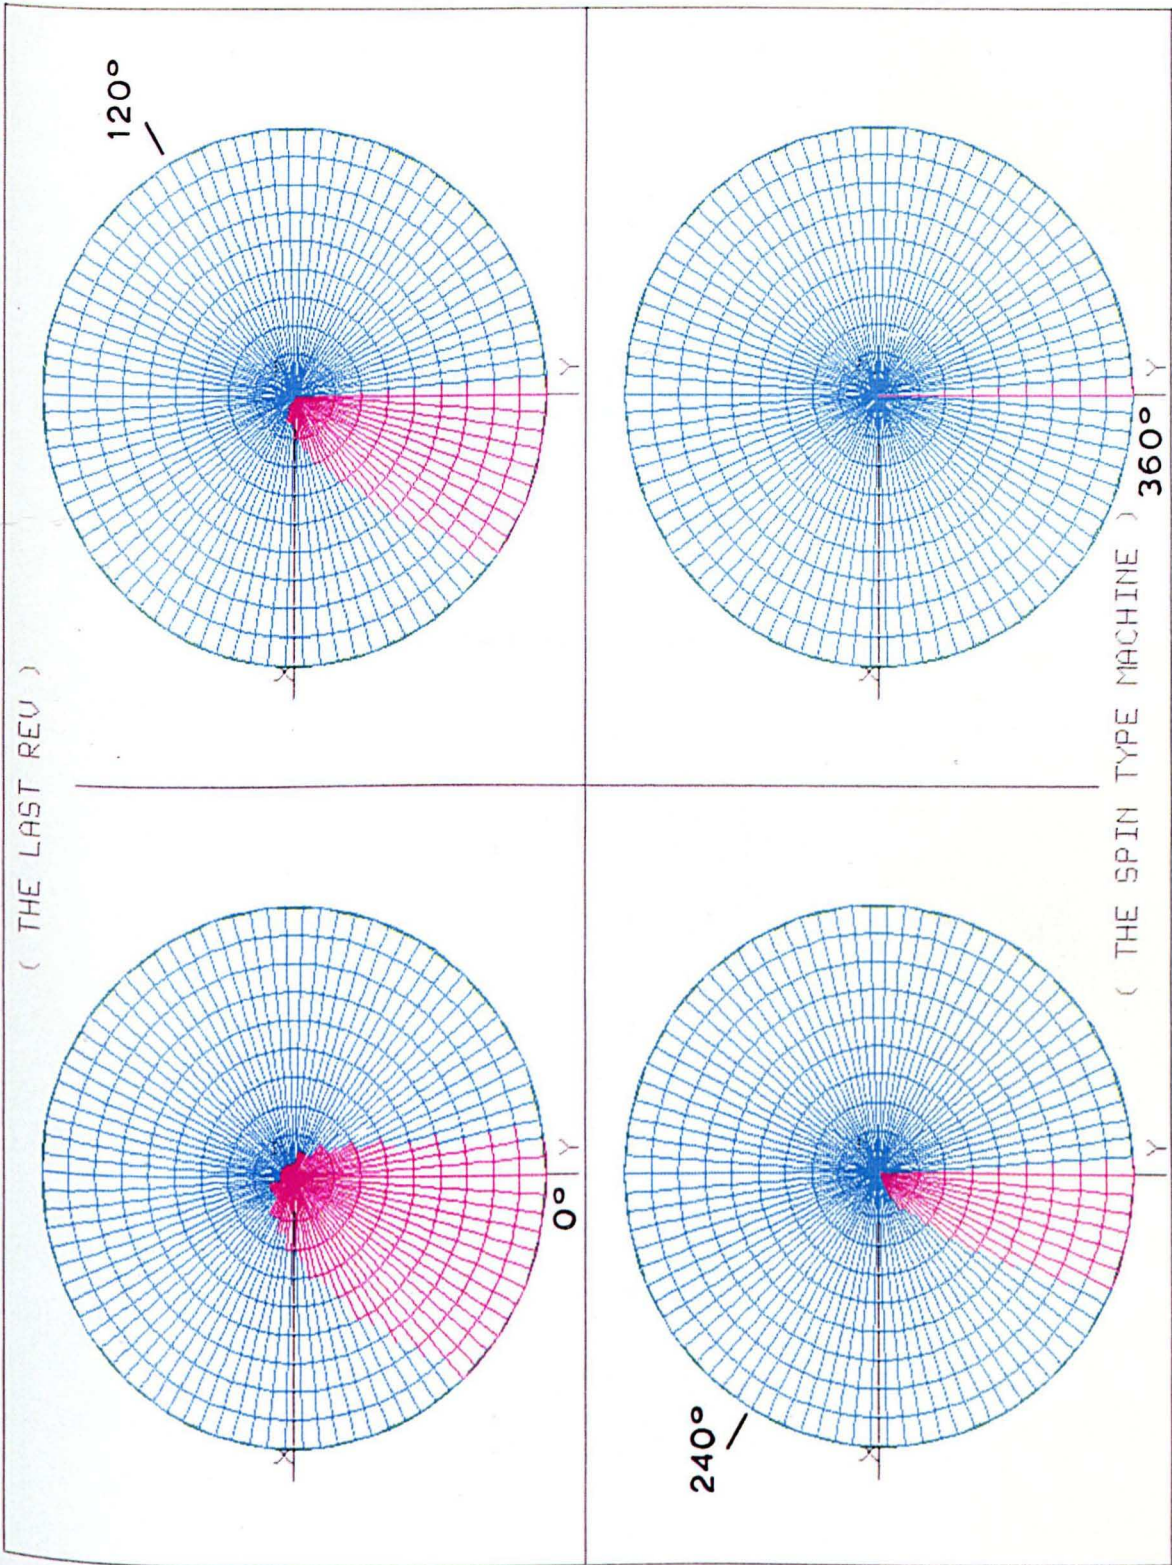 ( THE LAST REV )
0°
Y
X
120°
Y
X
240°
Y
X
360°
Y
X
( THE SPIN TYPE MACHINE )